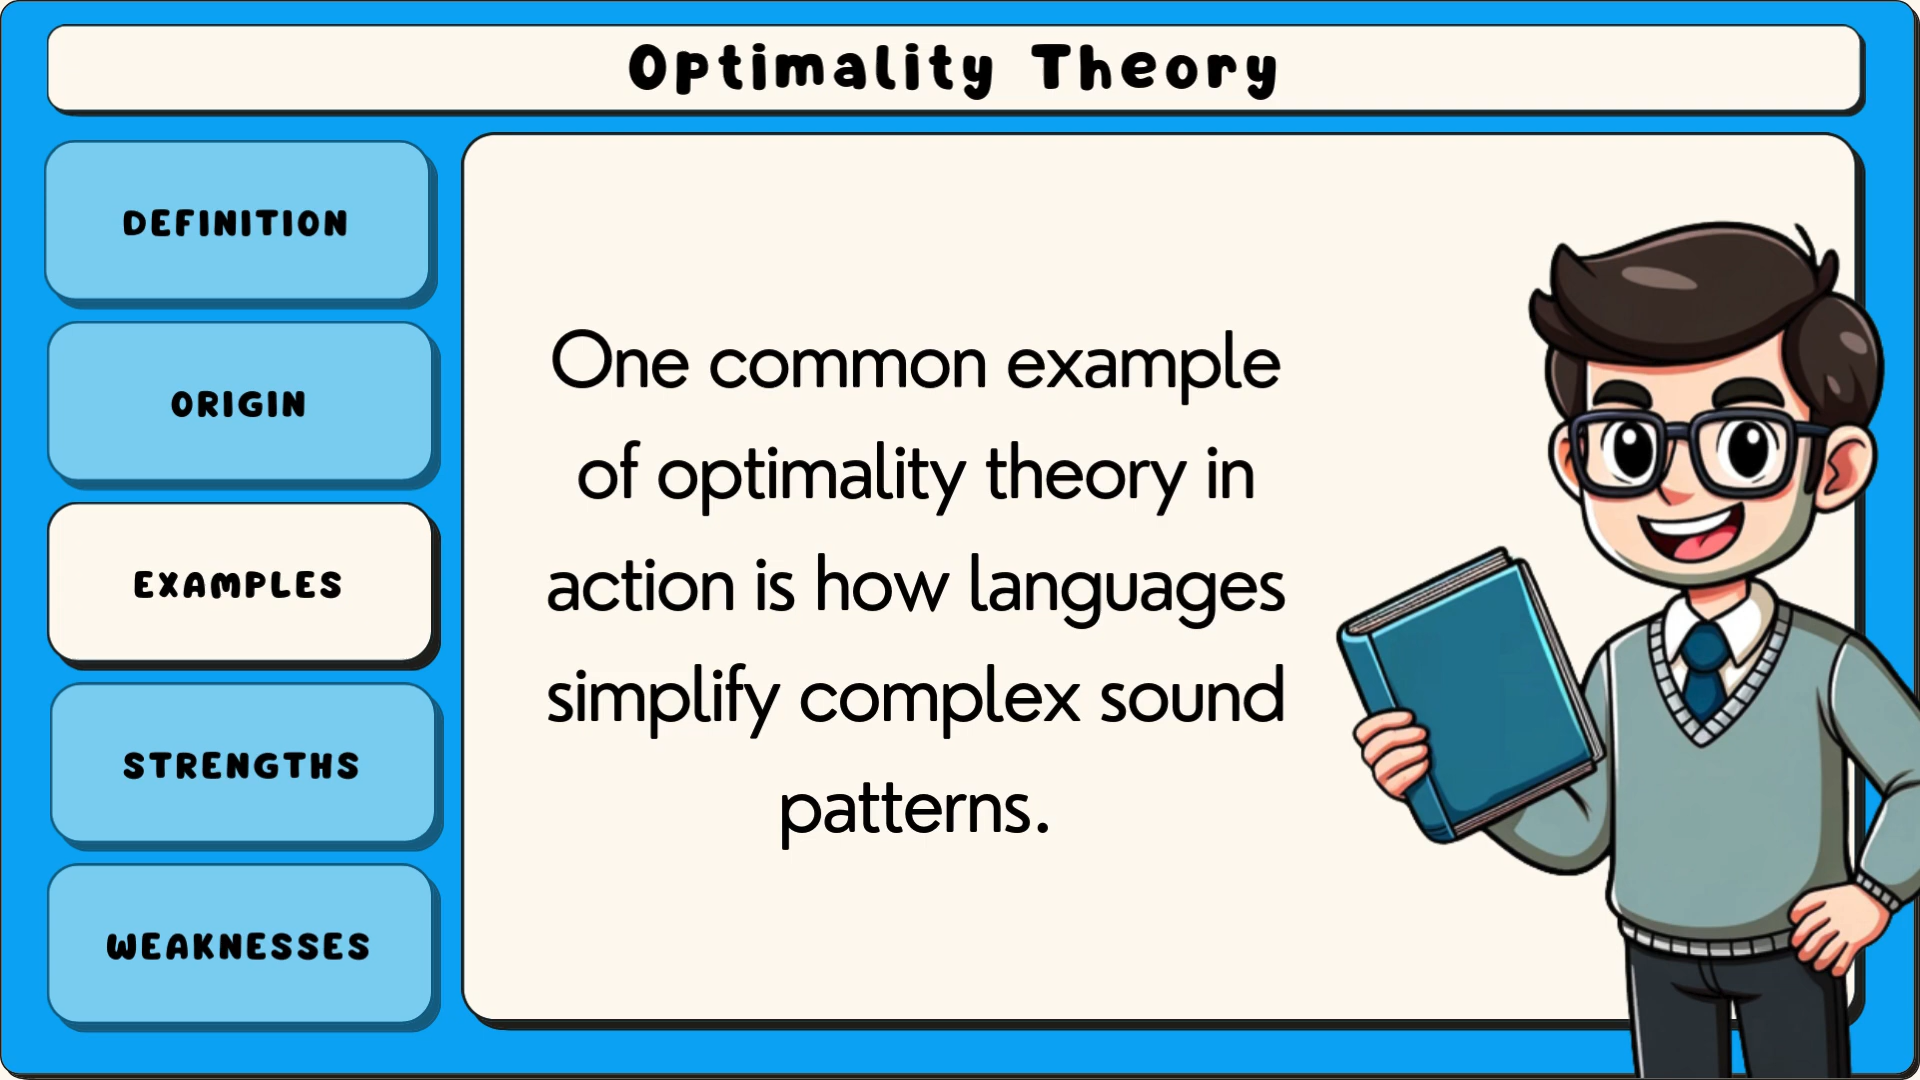 Optimality Theory
DEFINITION
ORIGIN
EXAMPLES
STRENGTHS
WEAKNESSES
One common example
of optimality theory in
action is how languages
simplify complex sound
patterns.